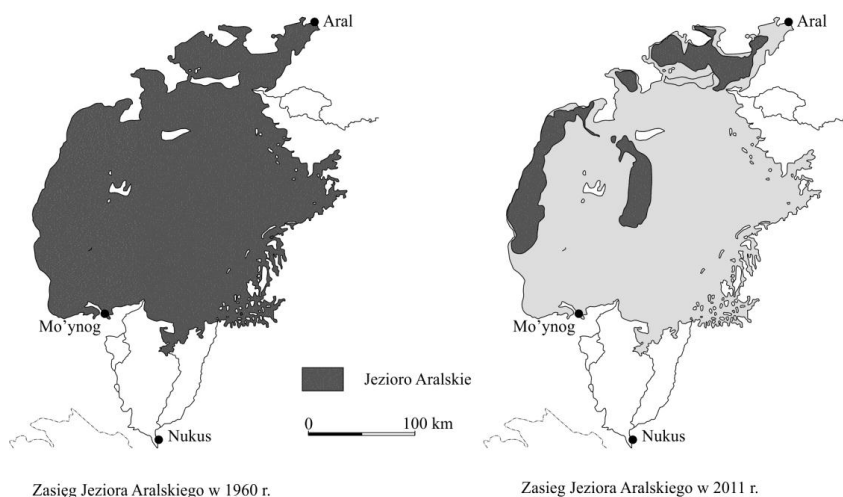 Aral
Mo’ynog
Nukus
Jezioro Aralskie
0 100 km
Zasięg Jeziora Aralskiego w 1960 r.
Aral
Mo’ynog
Nukus
Zasięg Jeziora Aralskiego w 2011 r.